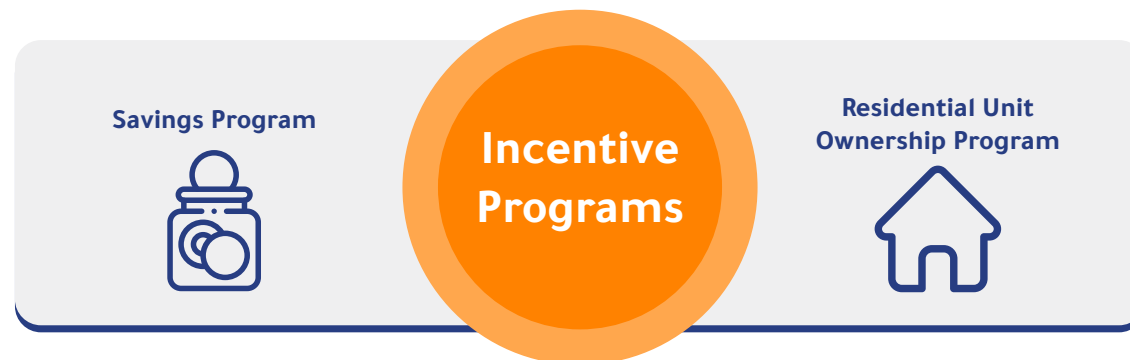 Savings Program
Incentive
Programs
Residential Unit
Ownership Program